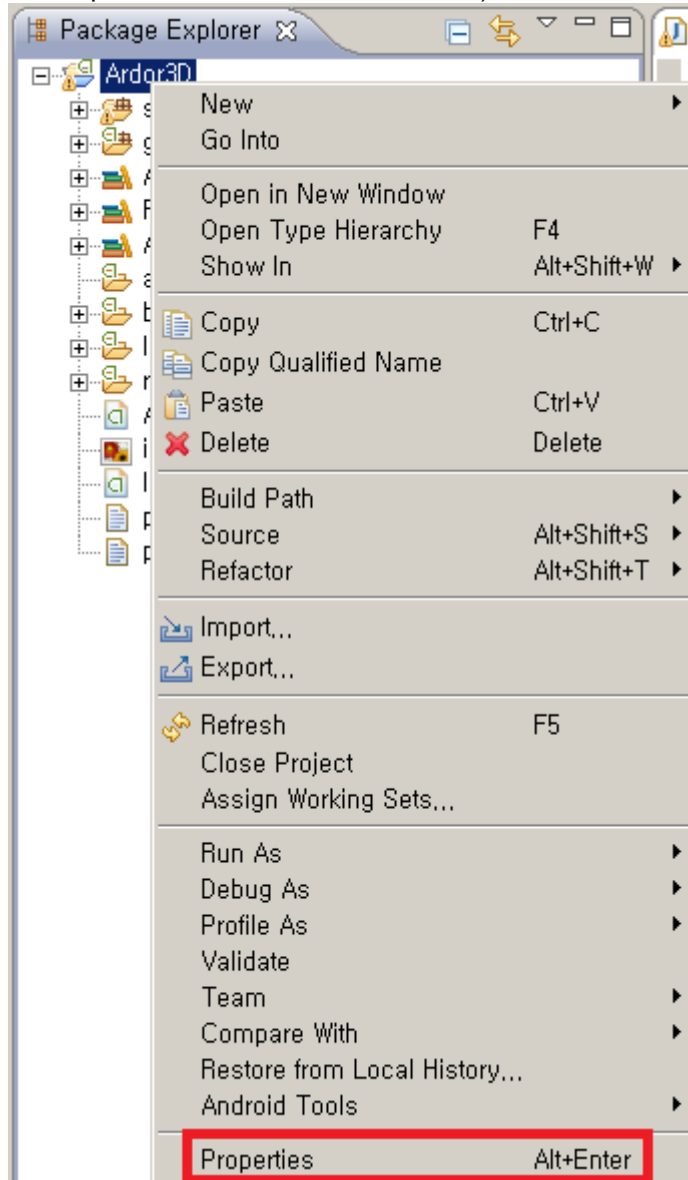 Package Explorer
Ardor3D
New
Go Into
Open in New Window
Open Type Hierarchy F4
Show In Alt+Shift+W
Copy Ctrl+C
Copy Qualified Name
Paste Ctrl+V
Delete Delete
Build Path
Source Alt+Shift+S
Refactor Alt+Shift+T
Import...
Export...
Refresh F5
Close Project
Assign Working Sets...
Run As
Debug As
Profile As
Validate
Team
Compare With
Restore from Local History...
Android Tools
Properties Alt+Enter